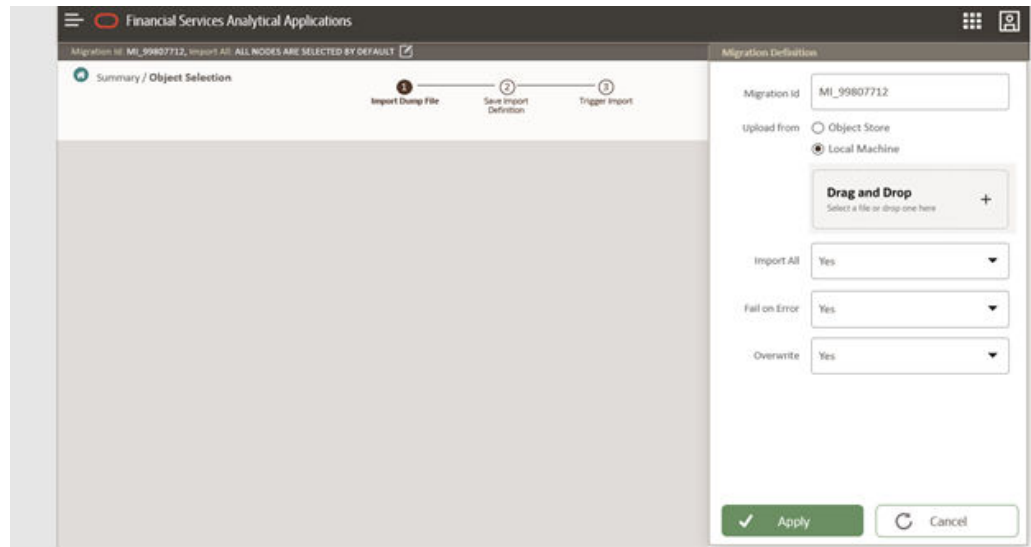 Financial Services Analytical Applications
Migration Id: MI_99807712, Import All: ALL NODES ARE SELECTED BY DEFAULT
Migration Definition
Summary / Object Selection
1
2
3
Import Dump File
Save Import
Definition
Trigger Import
Migration Id
MI_99807712
Upload from
Object Store
Local Machine
Drag and Drop
+
Select a file or drop one here
Import All
Yes
Fail on Error
Yes
Overwrite
Yes
Apply
Cancel